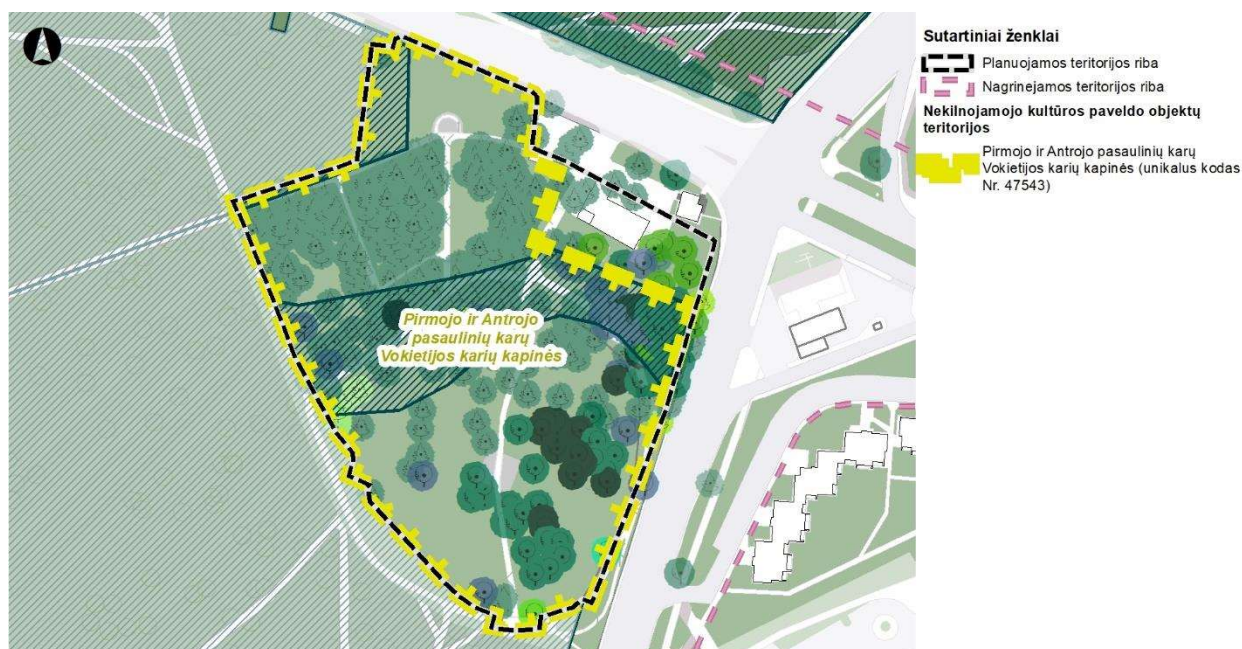 Sutartiniai ženklai
Planuojamos teritorijos riba
Nagrinejamos teritorijos riba
Nekilnojamojo kultūros paveldo objektų
teritorijos
Pirmojo ir Antrojo pasaulinių karų
Vokietijos karių kapinės (unikalus kodas
Nr. 47543)
Pirmojo ir Antrojo
pasaulinių karų
Vokietijos karių kapinės